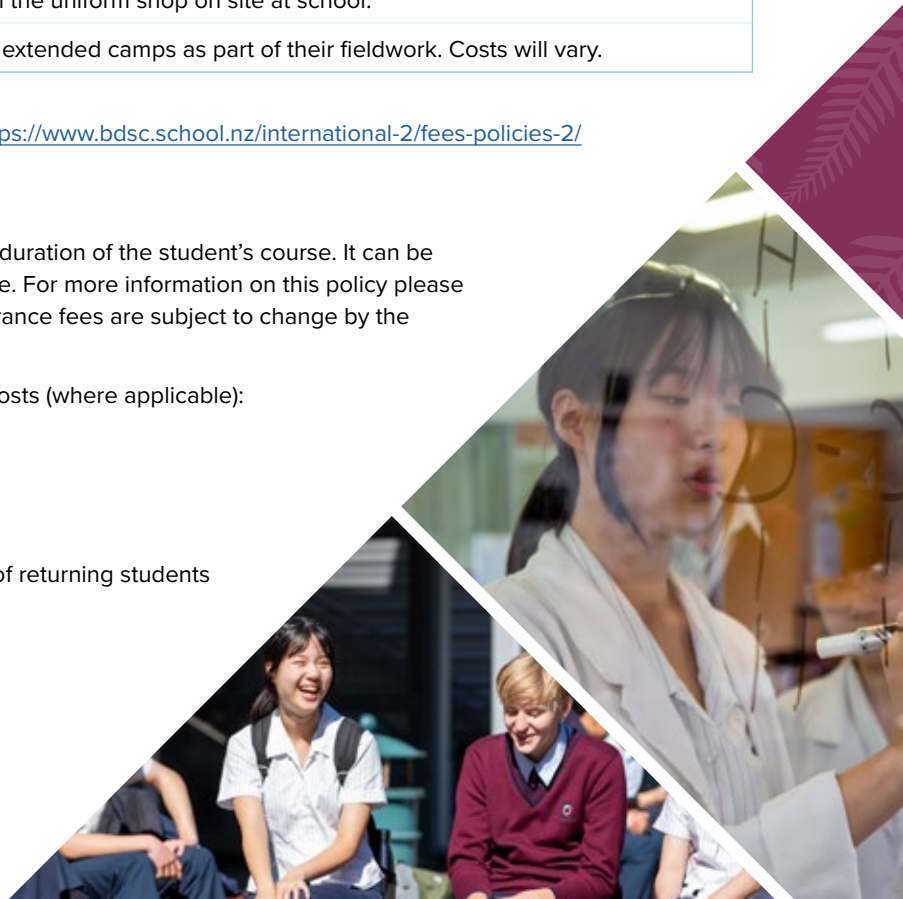 the uniform shop on site at school.
extended camps as part of their fieldwork. Costs will vary.
ps://www.bdsc.school.nz/international-2/fees-policies-2/
duration of the student's course. It can be
e. For more information on this policy please
rance fees are subject to change by the
osts (where applicable):
of returning students
H